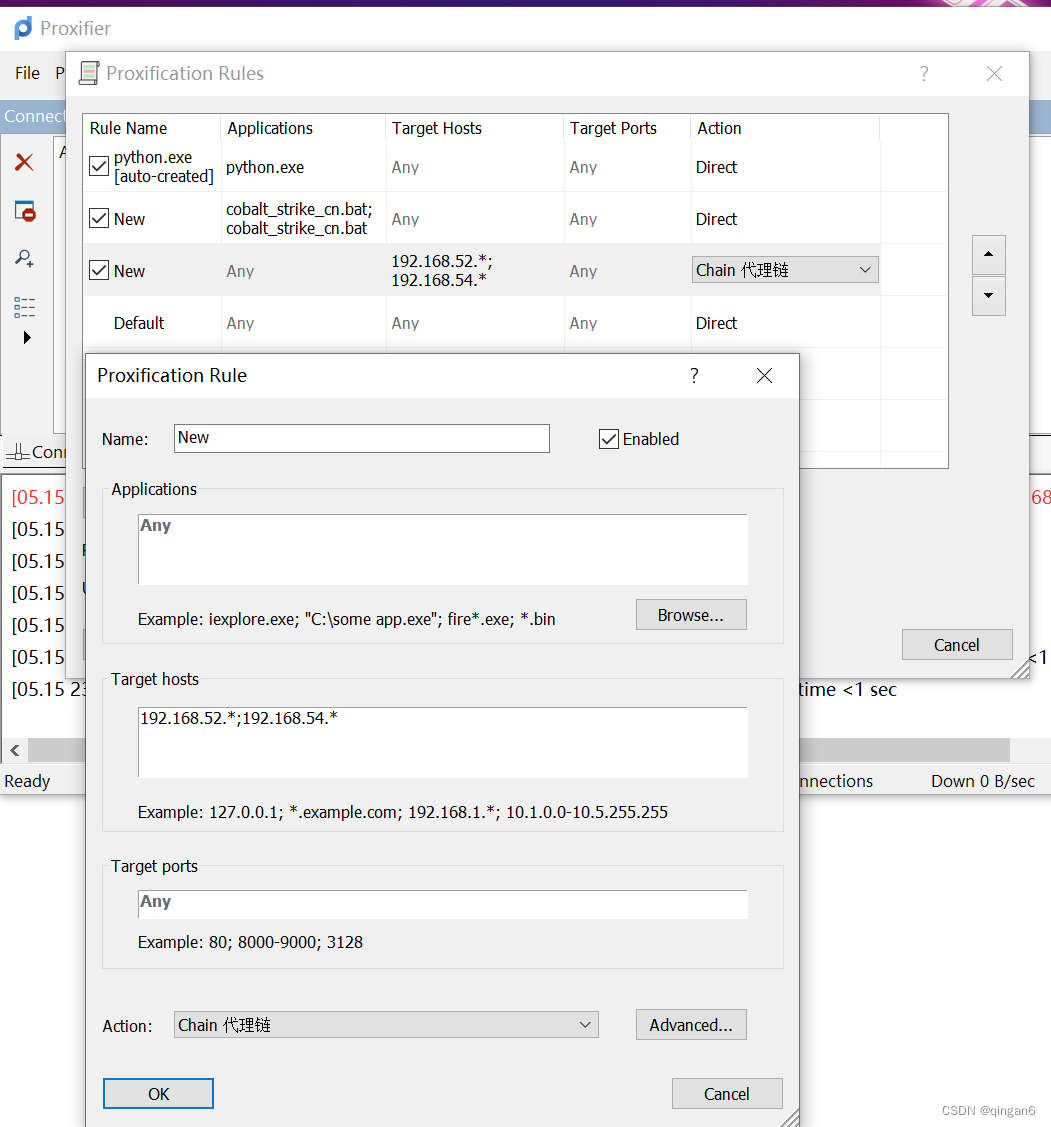 Proxifier
File P
Proxification Rules
Connect
Rule Name Applications Target Hosts Target Ports Action
python.exe
[auto-created] python.exe Any Any Direct
New cobalt_strike_cn.bat;
cobalt_strike_cn.bat Any Any Direct
New Any 192.168.52.*;
192.168.54.* Any Chain 代理链
Default Any Any Direct
Proxification Rule
Name: New Enabled
Conn
Applications
[05.15 68
Any
[05.15
[05.15
[05.15
Example: iexplore.exe; "C:\some app.exe"; fire*.exe; *.bin Browse...
[05.15
Cancel
[05.15 <1
Target hosts
[05.15 23 time <1 sec
192.168.52.*;192.168.54.*
Ready nnections Down 0 B/sec
Example: 127.0.0.1; *.example.com; 192.168.1.*; 10.1.0.0-10.5.255.255
Target ports
Any
Example: 80; 8000-9000; 3128
Action: Chain 代理链 Advanced...
OK Cancel
CSDN @qingan6